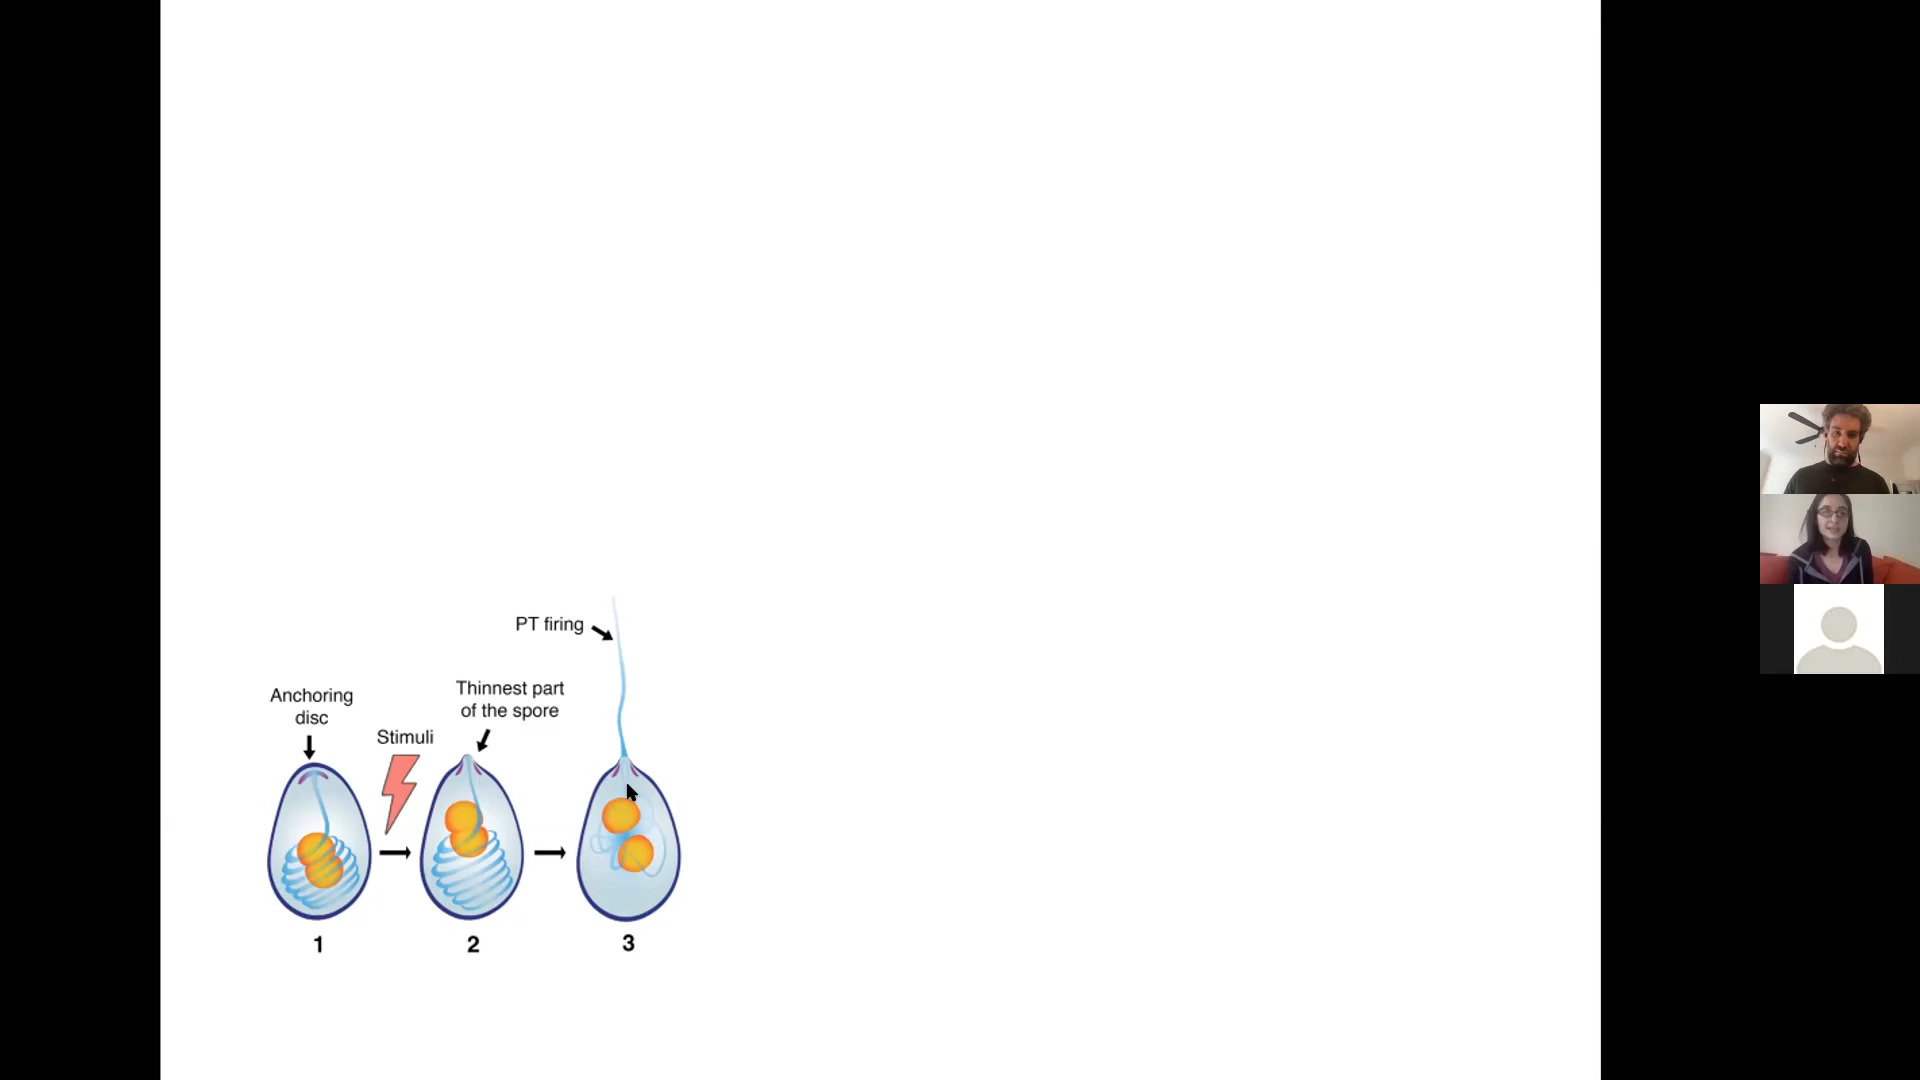 PT firing
Thinnest part
of the spore
Anchoring
disc
Stimuli
1
2
3